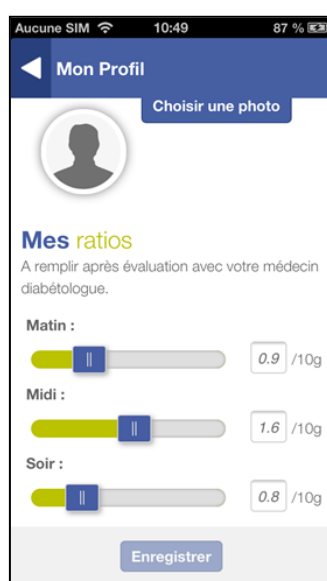 Aucune SIM 10:49 87 %
Mon Profil
Choisir une photo
Mes ratios
A remplir après évaluation avec votre médecin
diabétologue.
Matin :
0.9 /10g
Midi :
1.6 /10g
Soir :
0.8 /10g
Enregistrer